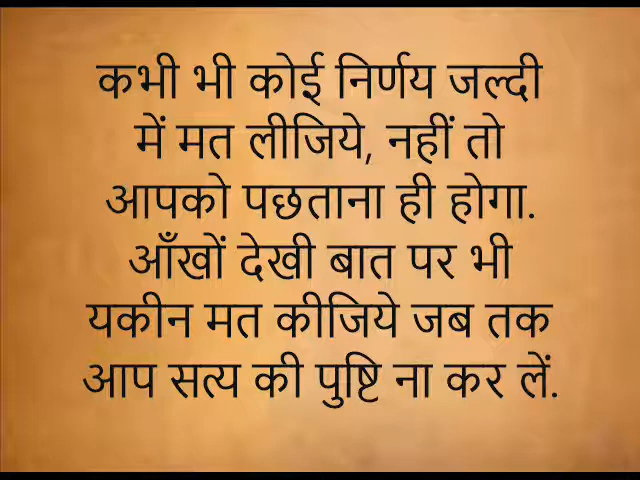 कभी भी कोई निर्णय जल्दी
में मत लीजिये, नहीं तो
आपको पछताना ही होगा.
आँखों देखी बात पर भी
यकीन मत कीजिये जब तक
आप सत्य की पुष्टि ना कर लें.